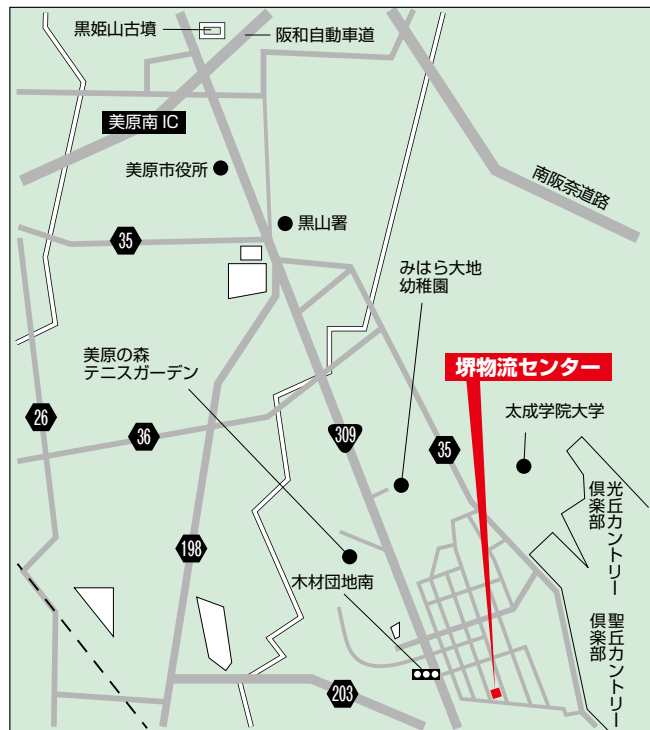 黒姫山古墳
阪和自動車道
美原南 IC
美原市役所
南阪奈道路
黒山署
35
みはら大地
幼稚園
美原の森
テニスガーデン
堺物流センター
太成学院大学
26
36
309
35
光丘カントリー
倶楽部
198
木材団地南
聖丘カントリー
倶楽部
203